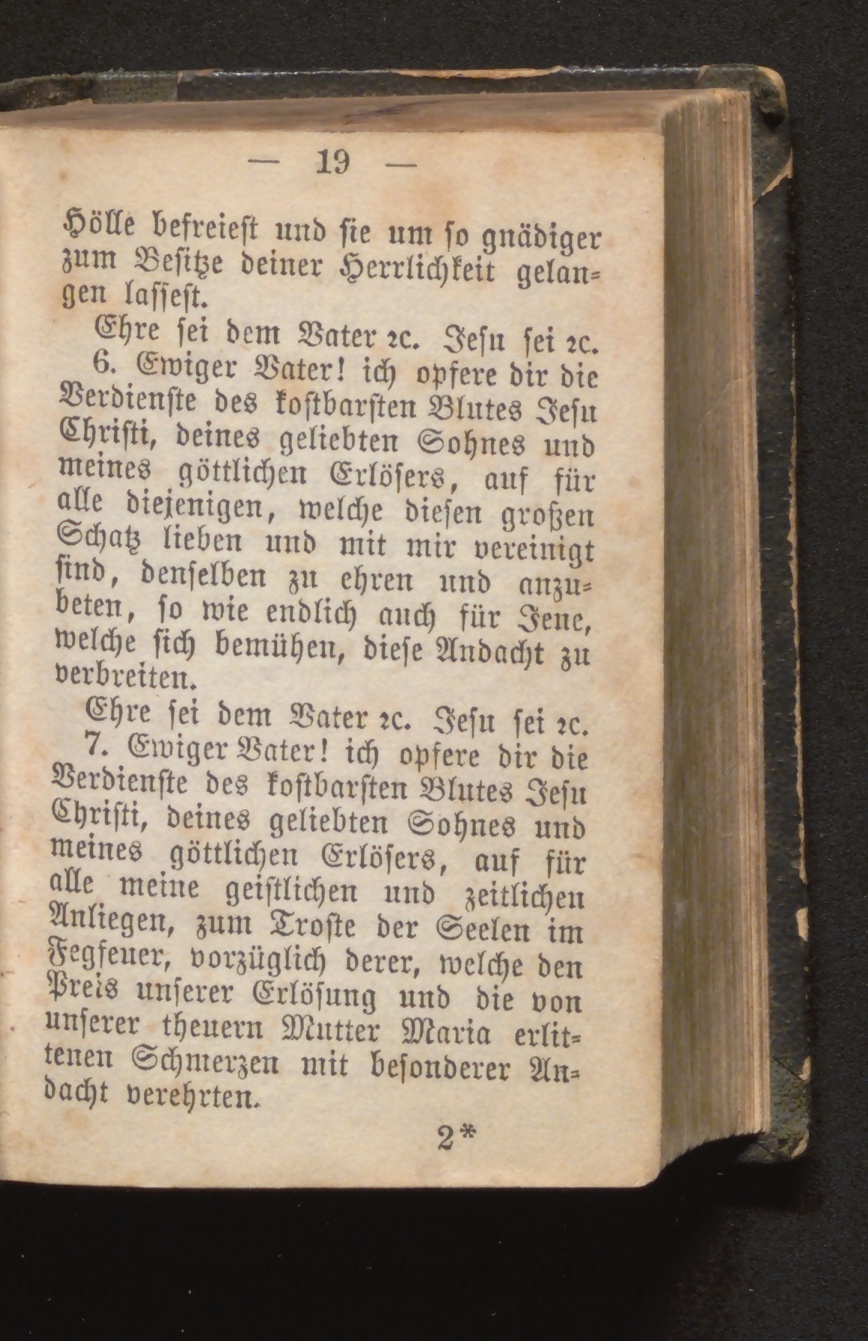 — 19 —
Hölle befreiest und sie um so gnädiger
zum Besitze deiner Herrlichkeit gelan-
gen lassest.
Ehre sei dem Vater ꝛc. Jesu sei ꝛc.
6. Ewiger Vater! ich opfere dir die
Verdienste des kostbarsten Blutes Jesu
Christi, deines geliebten Sohnes und
meines göttlichen Erlösers, auf für
alle diejenigen, welche diesen großen
Schatz lieben und mit mir vereinigt
sind, denselben zu ehren und anzu-
beten, so wie endlich auch für Jene,
welche sich bemühen, diese Andacht zu
verbreiten.
Ehre sei dem Vater ꝛc. Jesu sei ꝛc.
7. Ewiger Vater! ich opfere dir die
Verdienste des kostbarsten Blutes Jesu
Christi, deines geliebten Sohnes und
meines göttlichen Erlösers, auf für
alle meine geistlichen und zeitlichen
Anliegen, zum Troste der Seelen im
Fegfeuer, vorzüglich derer, welche den
Preis unserer Erlösung und die von
unserer theuern Mutter Maria erlit-
tenen Schmerzen mit besonderer An-
dacht verehrten.
2*